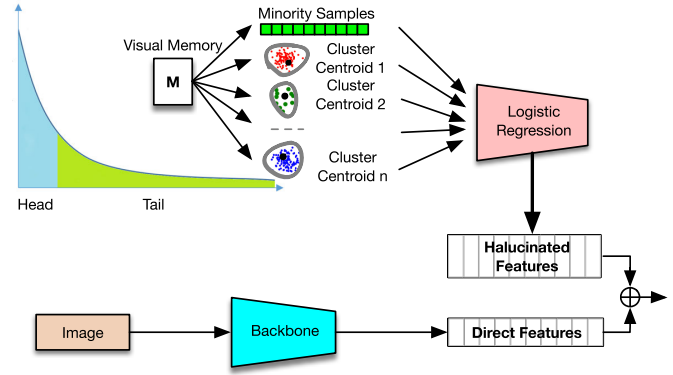 Minority Samples
Visual Memory
M
Cluster
Centroid 1
Cluster
Centroid 2
Cluster
Centroid n
Logistic
Regression
Head
Tail
Halucinated
Features
Image
Backbone
Direct Features